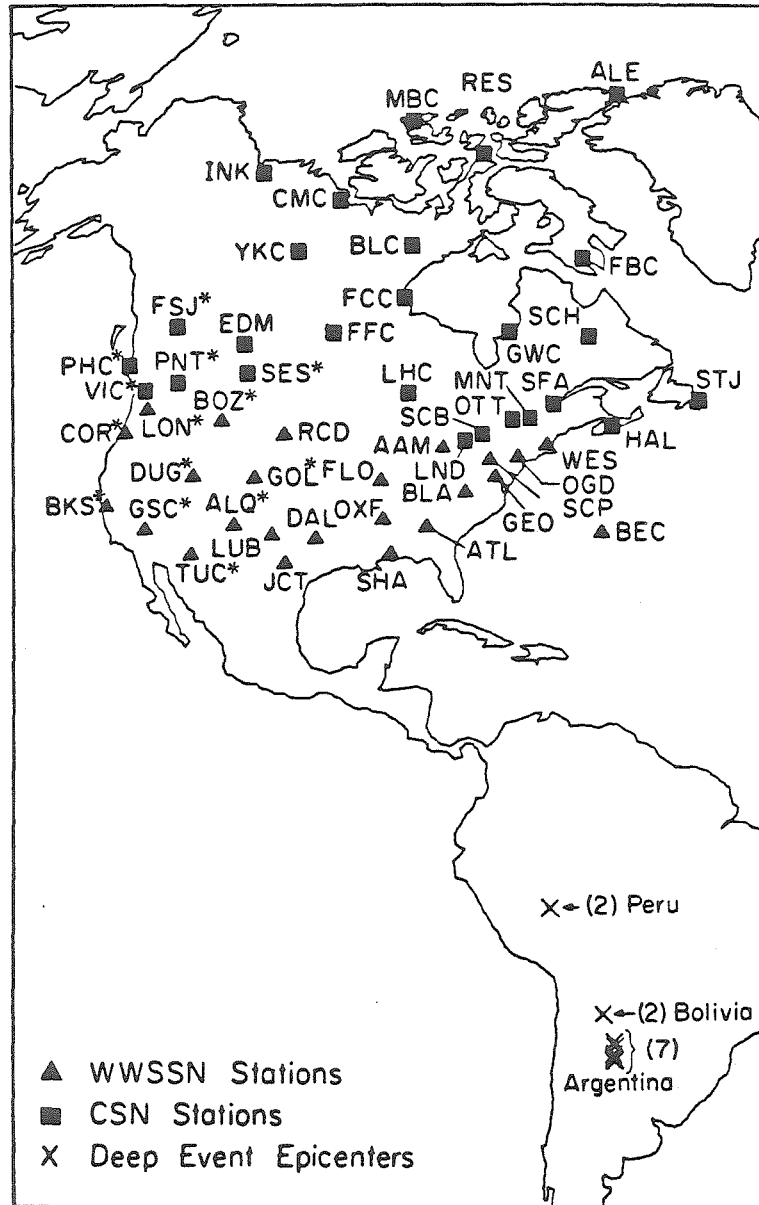 RES
ALE
MBC
INK
CMC
YKC
BLC
FBC
FCC
FSJ*
EDM
FFC
SCH
GWC
PHC*
PNT*
SES*
LHC
MNT
SFA
STJ
VIC*
BOZ*
SCB
OTT
COR*
LON*
RCD
AAM
HAL
WES
DUG*
GOL*
FLO
LND
OGD
BLA
SCP
BKS*
GSC*
ALQ*
DAL
OXF
GEO
BEC
LUB
ATL
TUC*
JCT
SHA
(2) Peru
(2) Bolivia
(7)
Argentina
WWSSN Stations
CSN Stations
Deep Event Epicenters